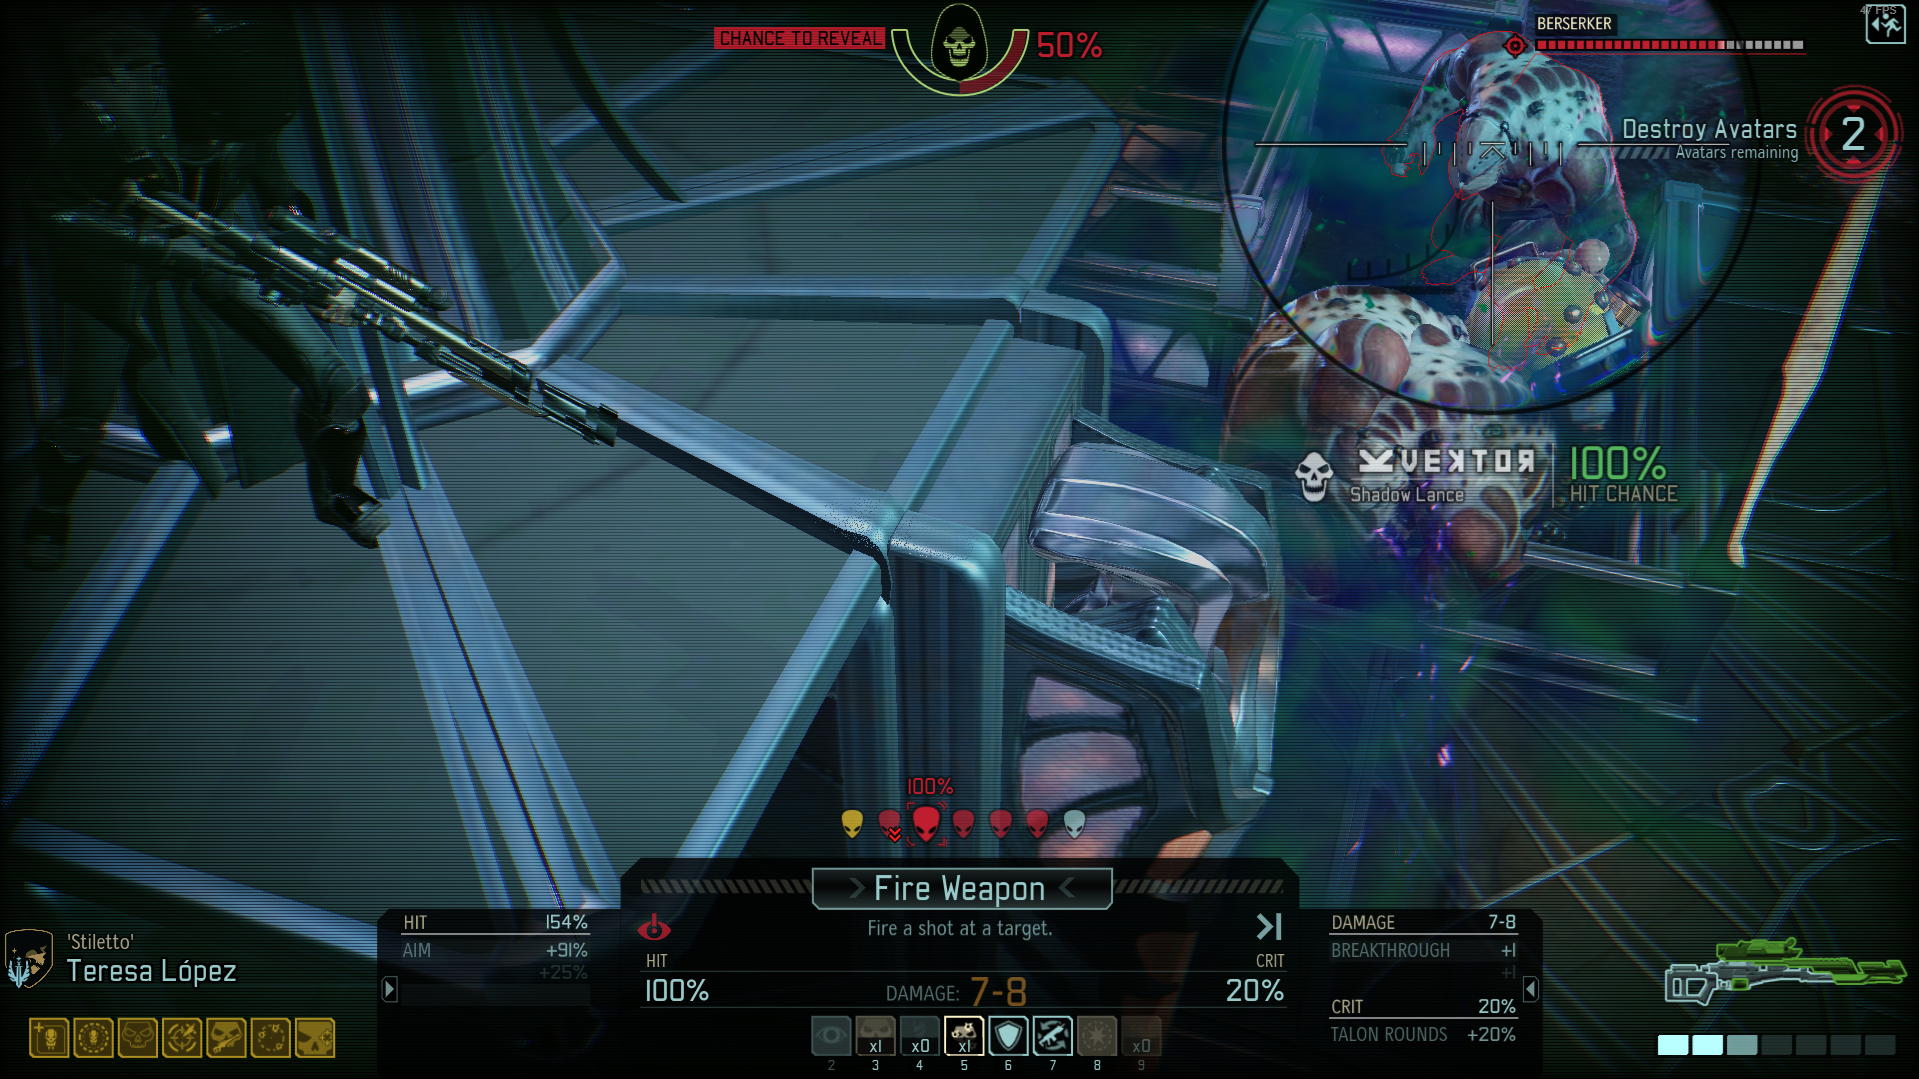 47 FPS
CHANCE TO REVEAL
50%
BERSERKER
Destroy Avatars
Avatars remaining
2
VEKTOR
Shadow Lance
100%
HIT CHANCE
100%
Fire Weapon
Fire a shot at a target.
HIT 154%
AIM +91%
+25%
HIT
100%
DAMAGE: 7-8
CRIT
20%
DAMAGE 7-8
BREAKTHROUGH +1
+1
CRIT 20%
TALON ROUNDS +20%
'Stiletto'
Teresa López
x1
x0
x1
x0
2 3 4 5 6 7 8 9